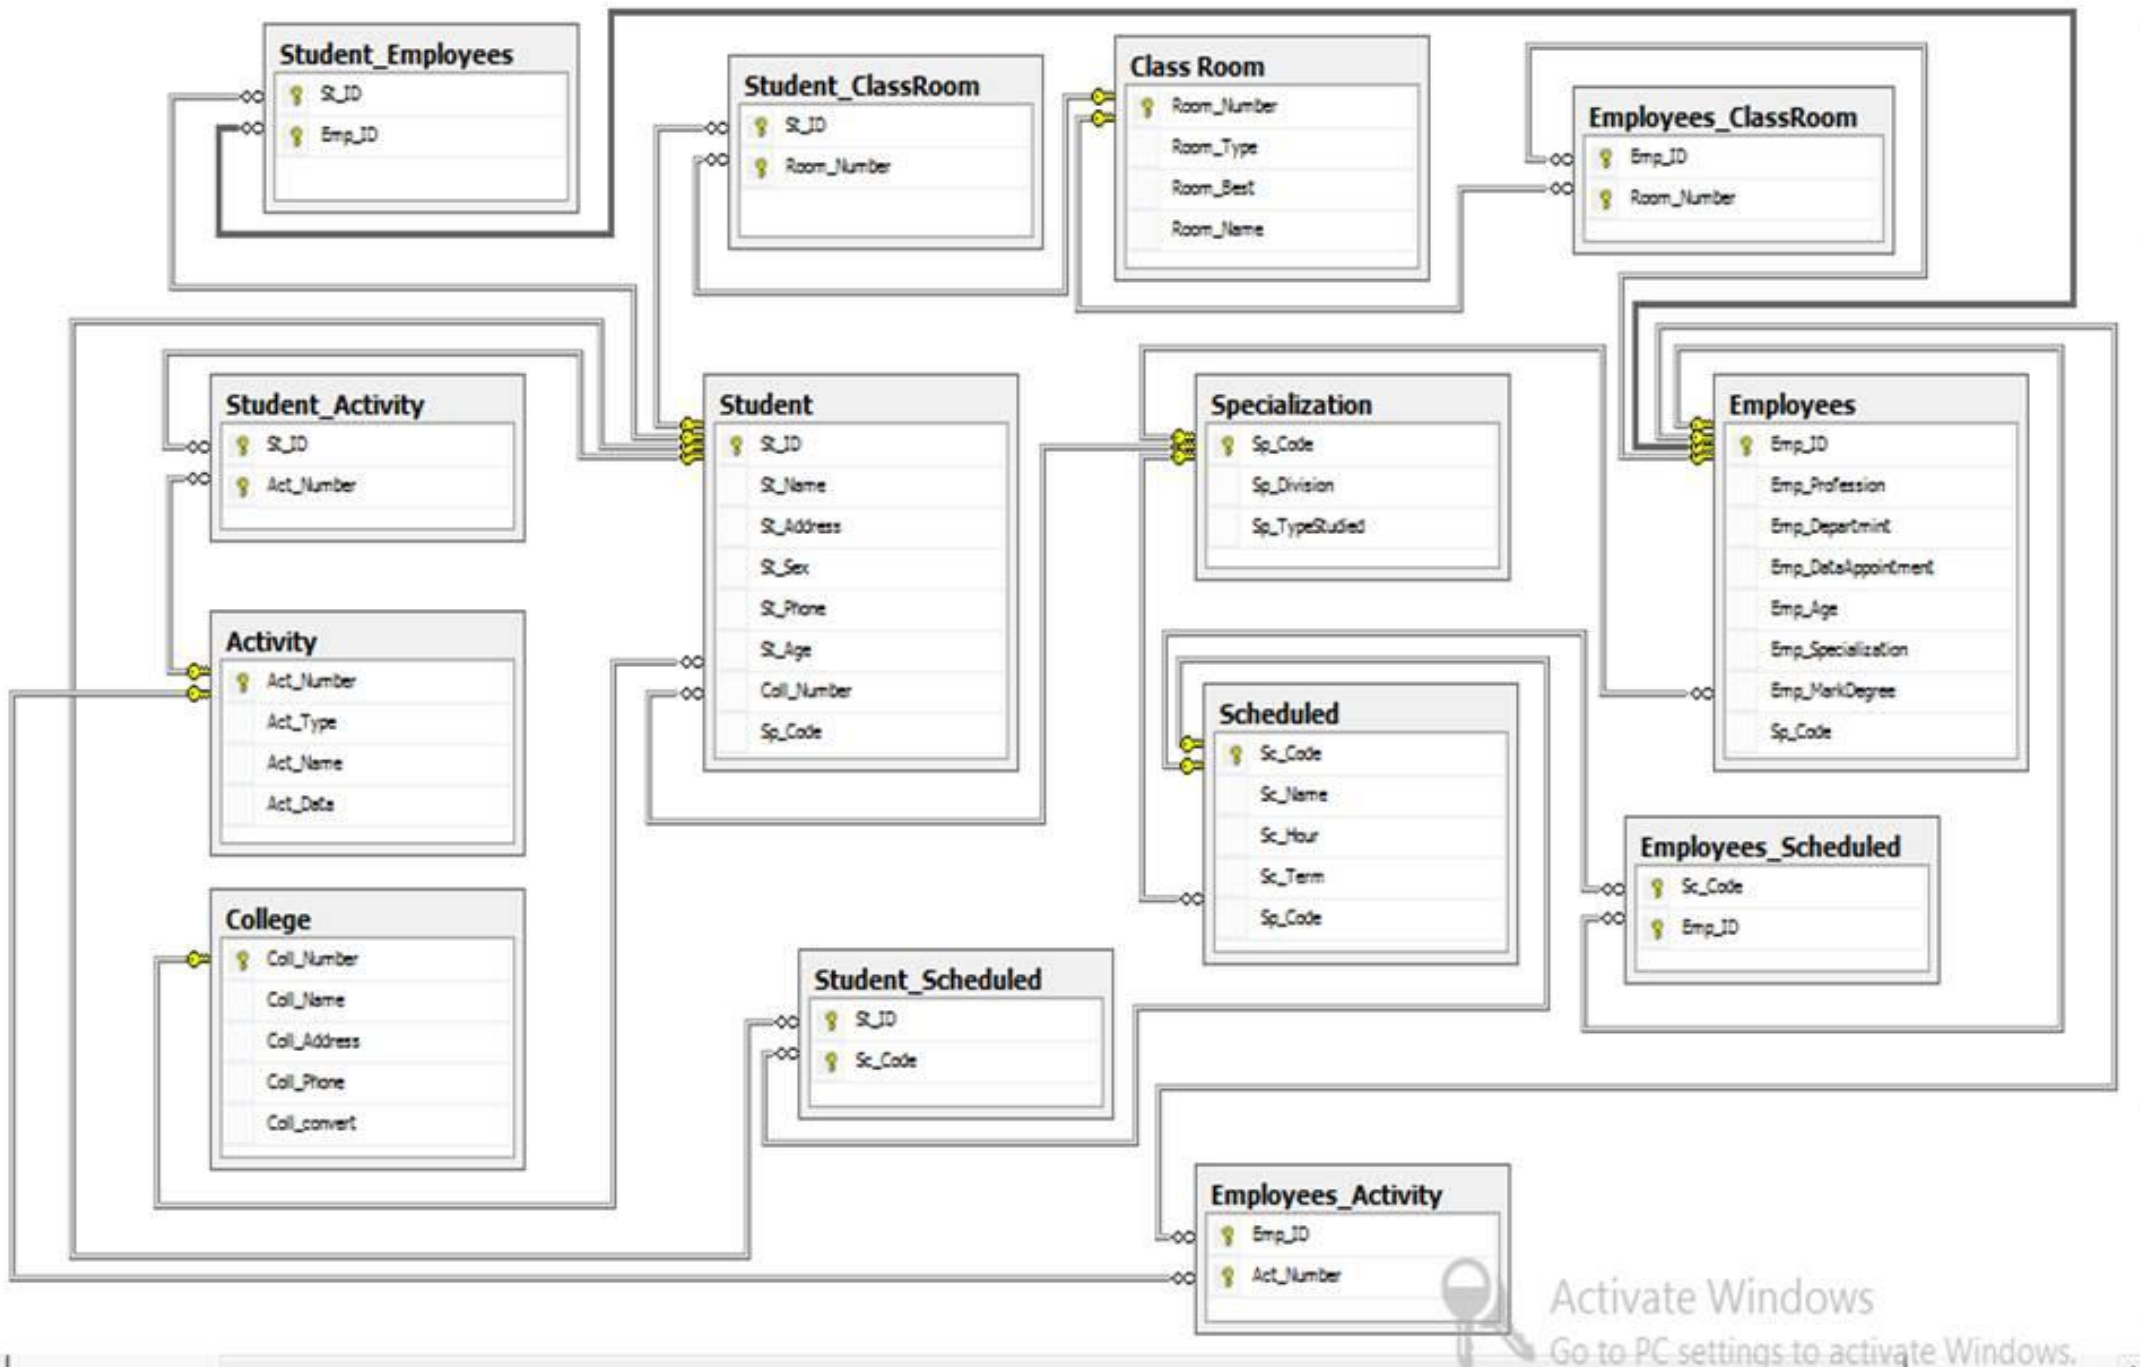 Student_Employees
St_ID
Emp_ID
Student_ClassRoom
St_ID
Room_Number
Class Room
Room_Number
Room_Type
Room_Best
Room_Name
Employees_ClassRoom
Emp_ID
Room_Number
Student_Activity
St_ID
Act_Number
Student
St_ID
St_Name
St_Address
St_Sex
St_Phone
St_Age
Coll_Number
Sp_Code
Specialization
Sp_Code
Sp_Division
Sp_TypeStudied
Employees
Emp_ID
Emp_Profession
Emp_Departmint
Emp_DataAppointment
Emp_Age
Emp_Specialization
Emp_MarkDegree
Sp_Code
Activity
Act_Number
Act_Type
Act_Name
Act_Data
Scheduled
Sc_Code
Sc_Name
Sc_Hour
Sc_Term
Sp_Code
Employees_Scheduled
Sc_Code
Emp_ID
College
Coll_Number
Coll_Name
Coll_Address
Coll_Phone
Coll_convert
Student_Scheduled
St_ID
Sc_Code
Employees_Activity
Emp_ID
Act_Number
Activate Windows
Go to PC settings to activate Windows.